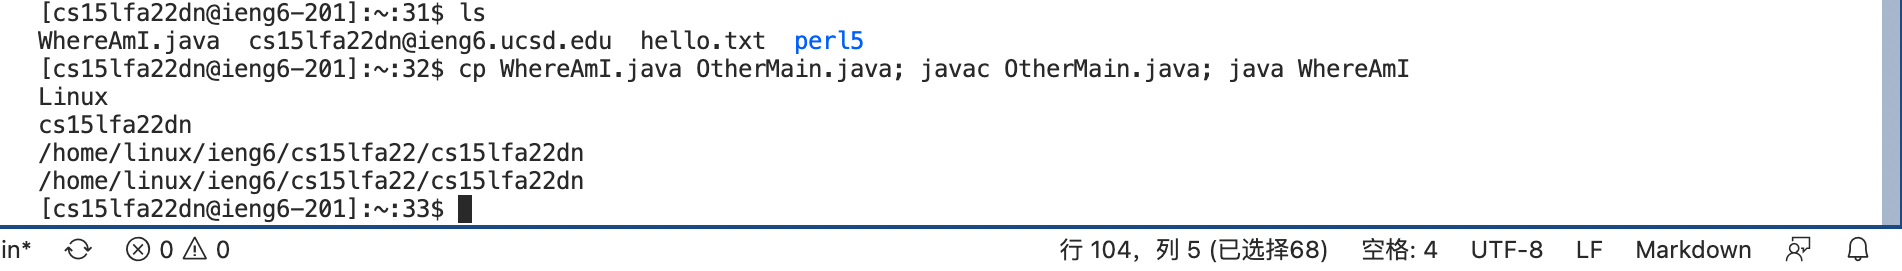 [cs15lfa22dn@ieng6-201]:~:31$ ls
WhereAmI.java  cs15lfa22dn@ieng6.ucsd.edu  hello.txt  perl5
[cs15lfa22dn@ieng6-201]:~:32$ cp WhereAmI.java OtherMain.java; javac OtherMain.java; java WhereAmI
Linux
cs15lfa22dn
/home/linux/ieng6/cs15lfa22/cs15lfa22dn
/home/linux/ieng6/cs15lfa22/cs15lfa22dn
[cs15lfa22dn@ieng6-201]:~:33$
in* 0 0 行 104，列 5 (已选择68) 空格: 4 UTF-8 LF Markdown